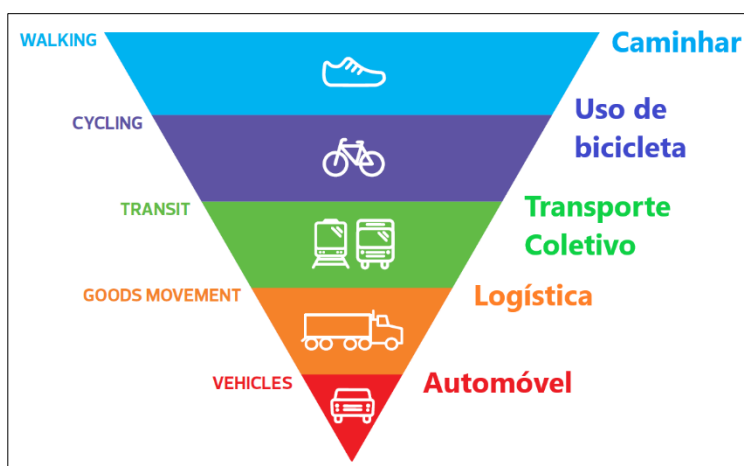 WALKING
Caminhar
CYCLING
Uso de
bicicleta
TRANSIT
Transporte
Coletivo
GOODS MOVEMENT
Logística
VEHICLES
Automóvel